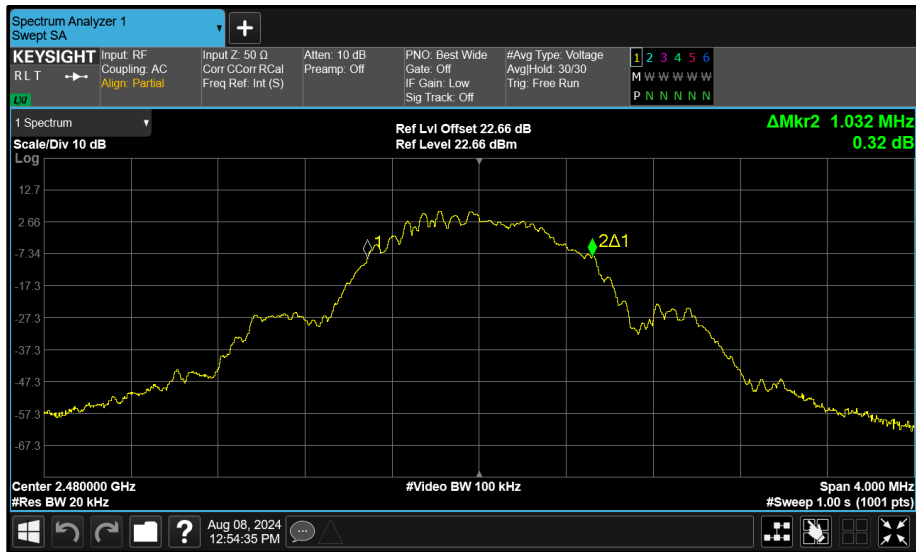 Spectrum Analyzer 1
Swept SA
+
KEYSIGHT
R L T
LXI
Input: RF
Coupling: AC
Align: Partial
Input Z: 50 Ω
Corr CCorr RCal
Freq Ref: Int (S)
Atten: 10 dB
Preamp: Off
PNO: Best Wide
Gate: Off
IF Gain: Low
Sig Track: Off
#Avg Type: Voltage
Avg|Hold: 30/30
Trig: Free Run
1 2 3 4 5 6
M W W W W W
P N N N N N
1 Spectrum
Scale/Div 10 dB
Ref Lvl Offset 22.66 dB
Ref Level 22.66 dBm
ΔMkr2 1.032 MHz
0.32 dB
Log
12.7
2.66
-7.34
-17.3
-27.3
-37.3
-47.3
-57.3
-67.3
1
2Δ1
Center 2.480000 GHz
#Video BW 100 kHz
Span 4.000 MHz
#Res BW 20 kHz
#Sweep 1.00 s (1001 pts)
?
Aug 08, 2024
12:54:35 PM